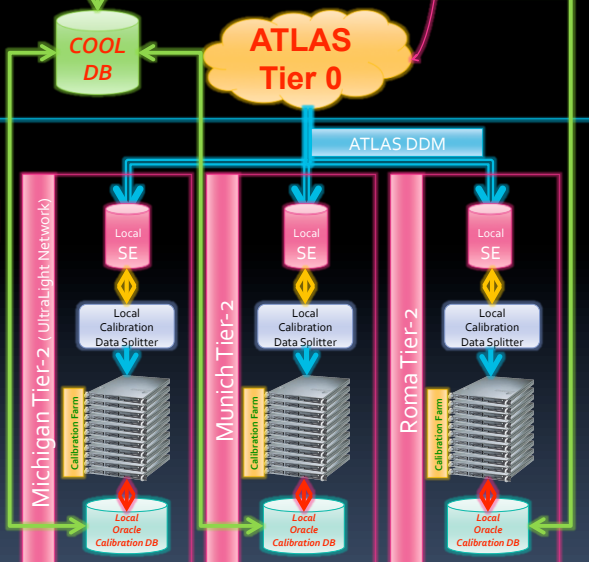 COOL
DB
ATLAS
Tier 0
ATLAS DDM
Michigan Tier-2 ( UltraLight Network)
Local
SE
Local
Calibration
Data Splitter
Calibration Farm
Local
Oracle
Calibration DB
Munich Tier-2
Local
SE
Local
Calibration
Data Splitter
Calibration Farm
Local
Oracle
Calibration DB
Roma Tier-2
Local
SE
Local
Calibration
Data Splitter
Calibration Farm
Local
Oracle
Calibration DB